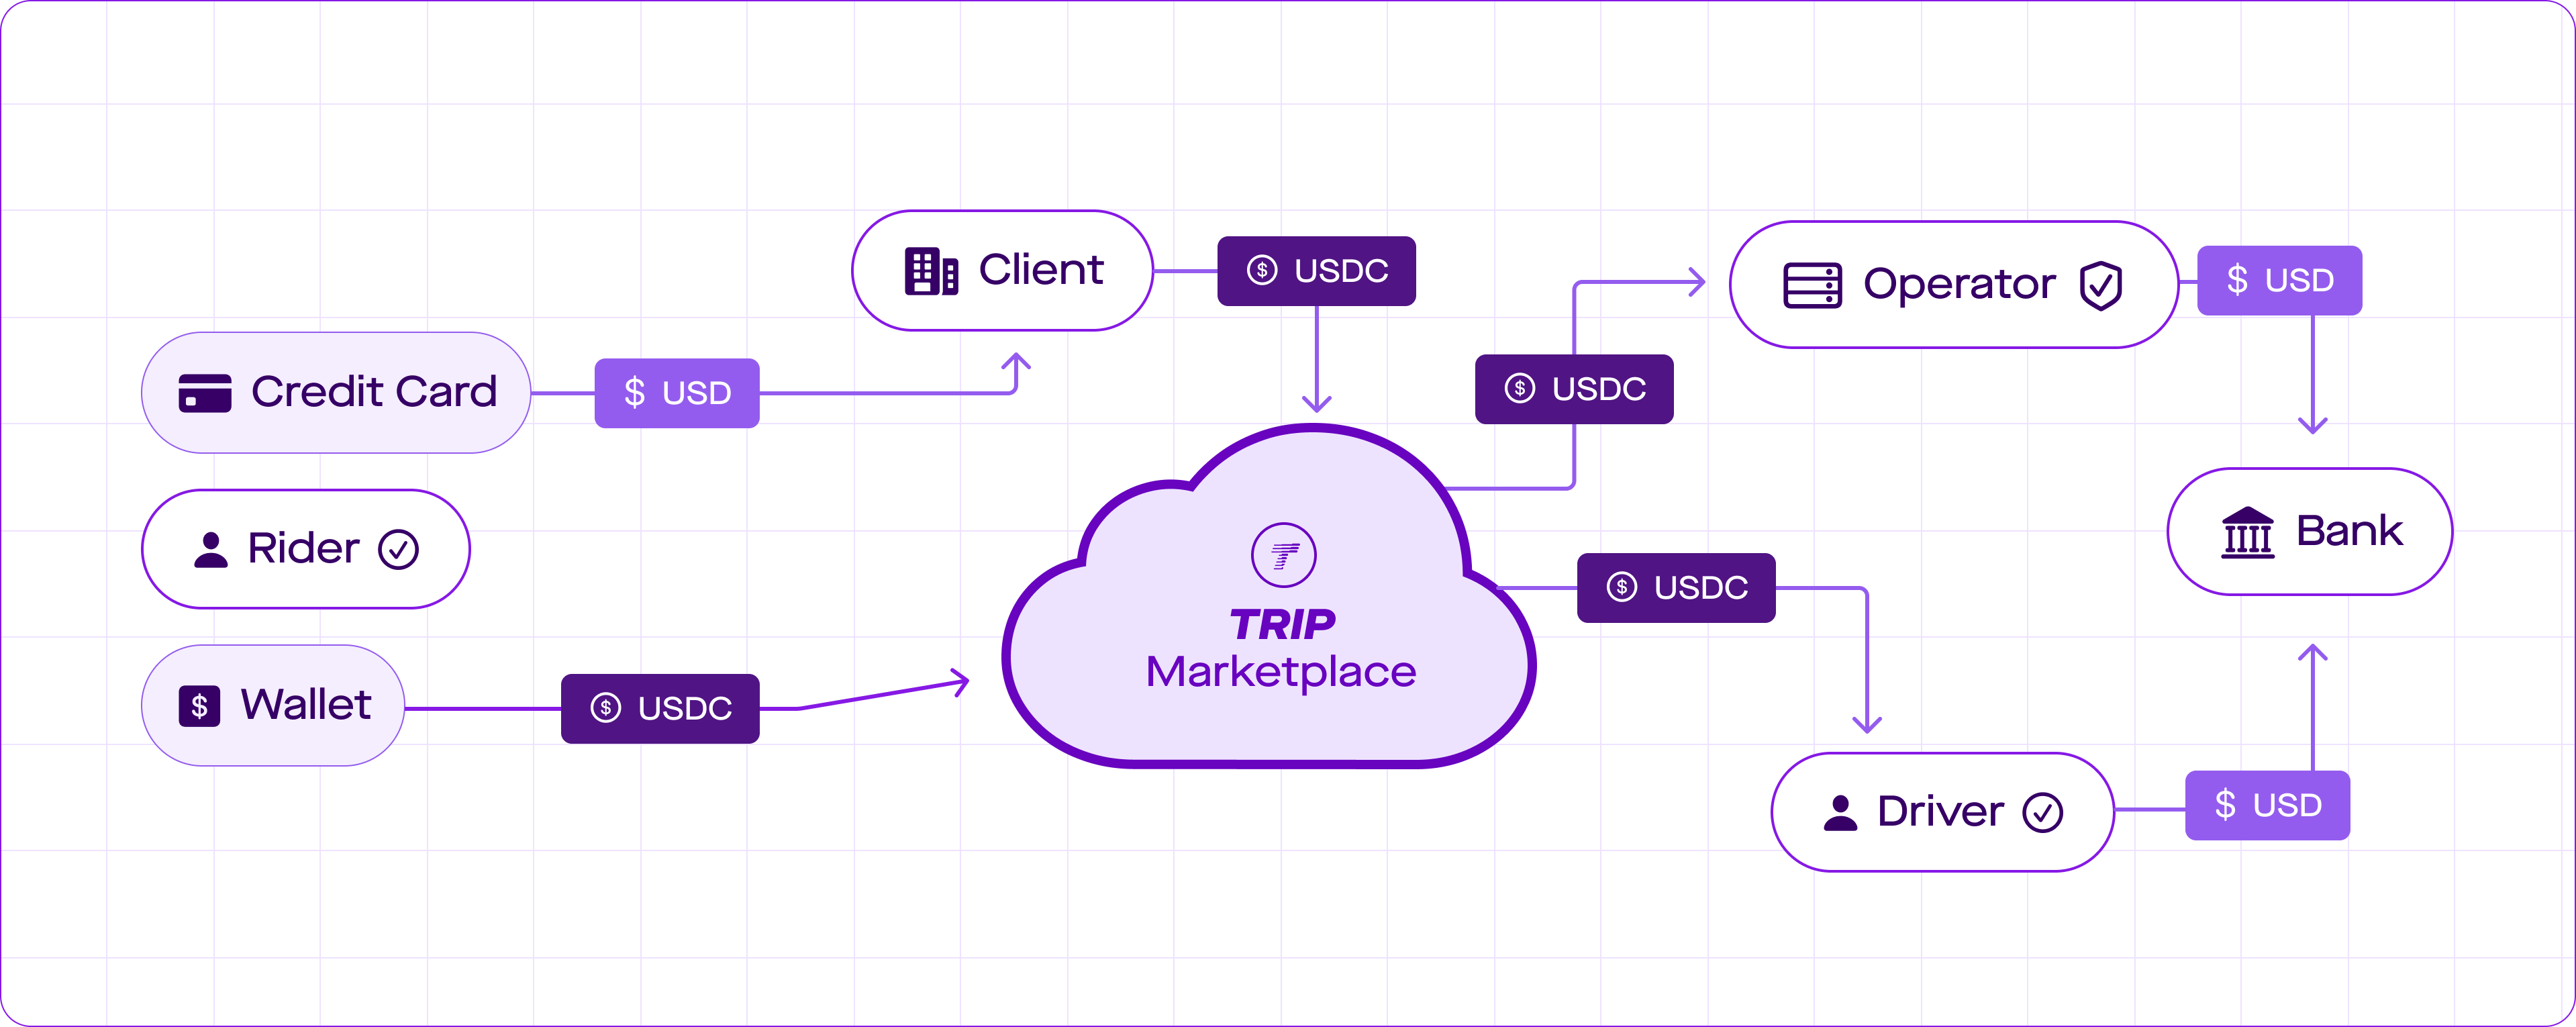 Client
$ USDC
Operator
$ USD
Credit Card
$ USD
$ USDC
Rider
Bank
T
TRIP
Marketplace
$ USDC
$ Wallet
$ USDC
Driver
$ USD